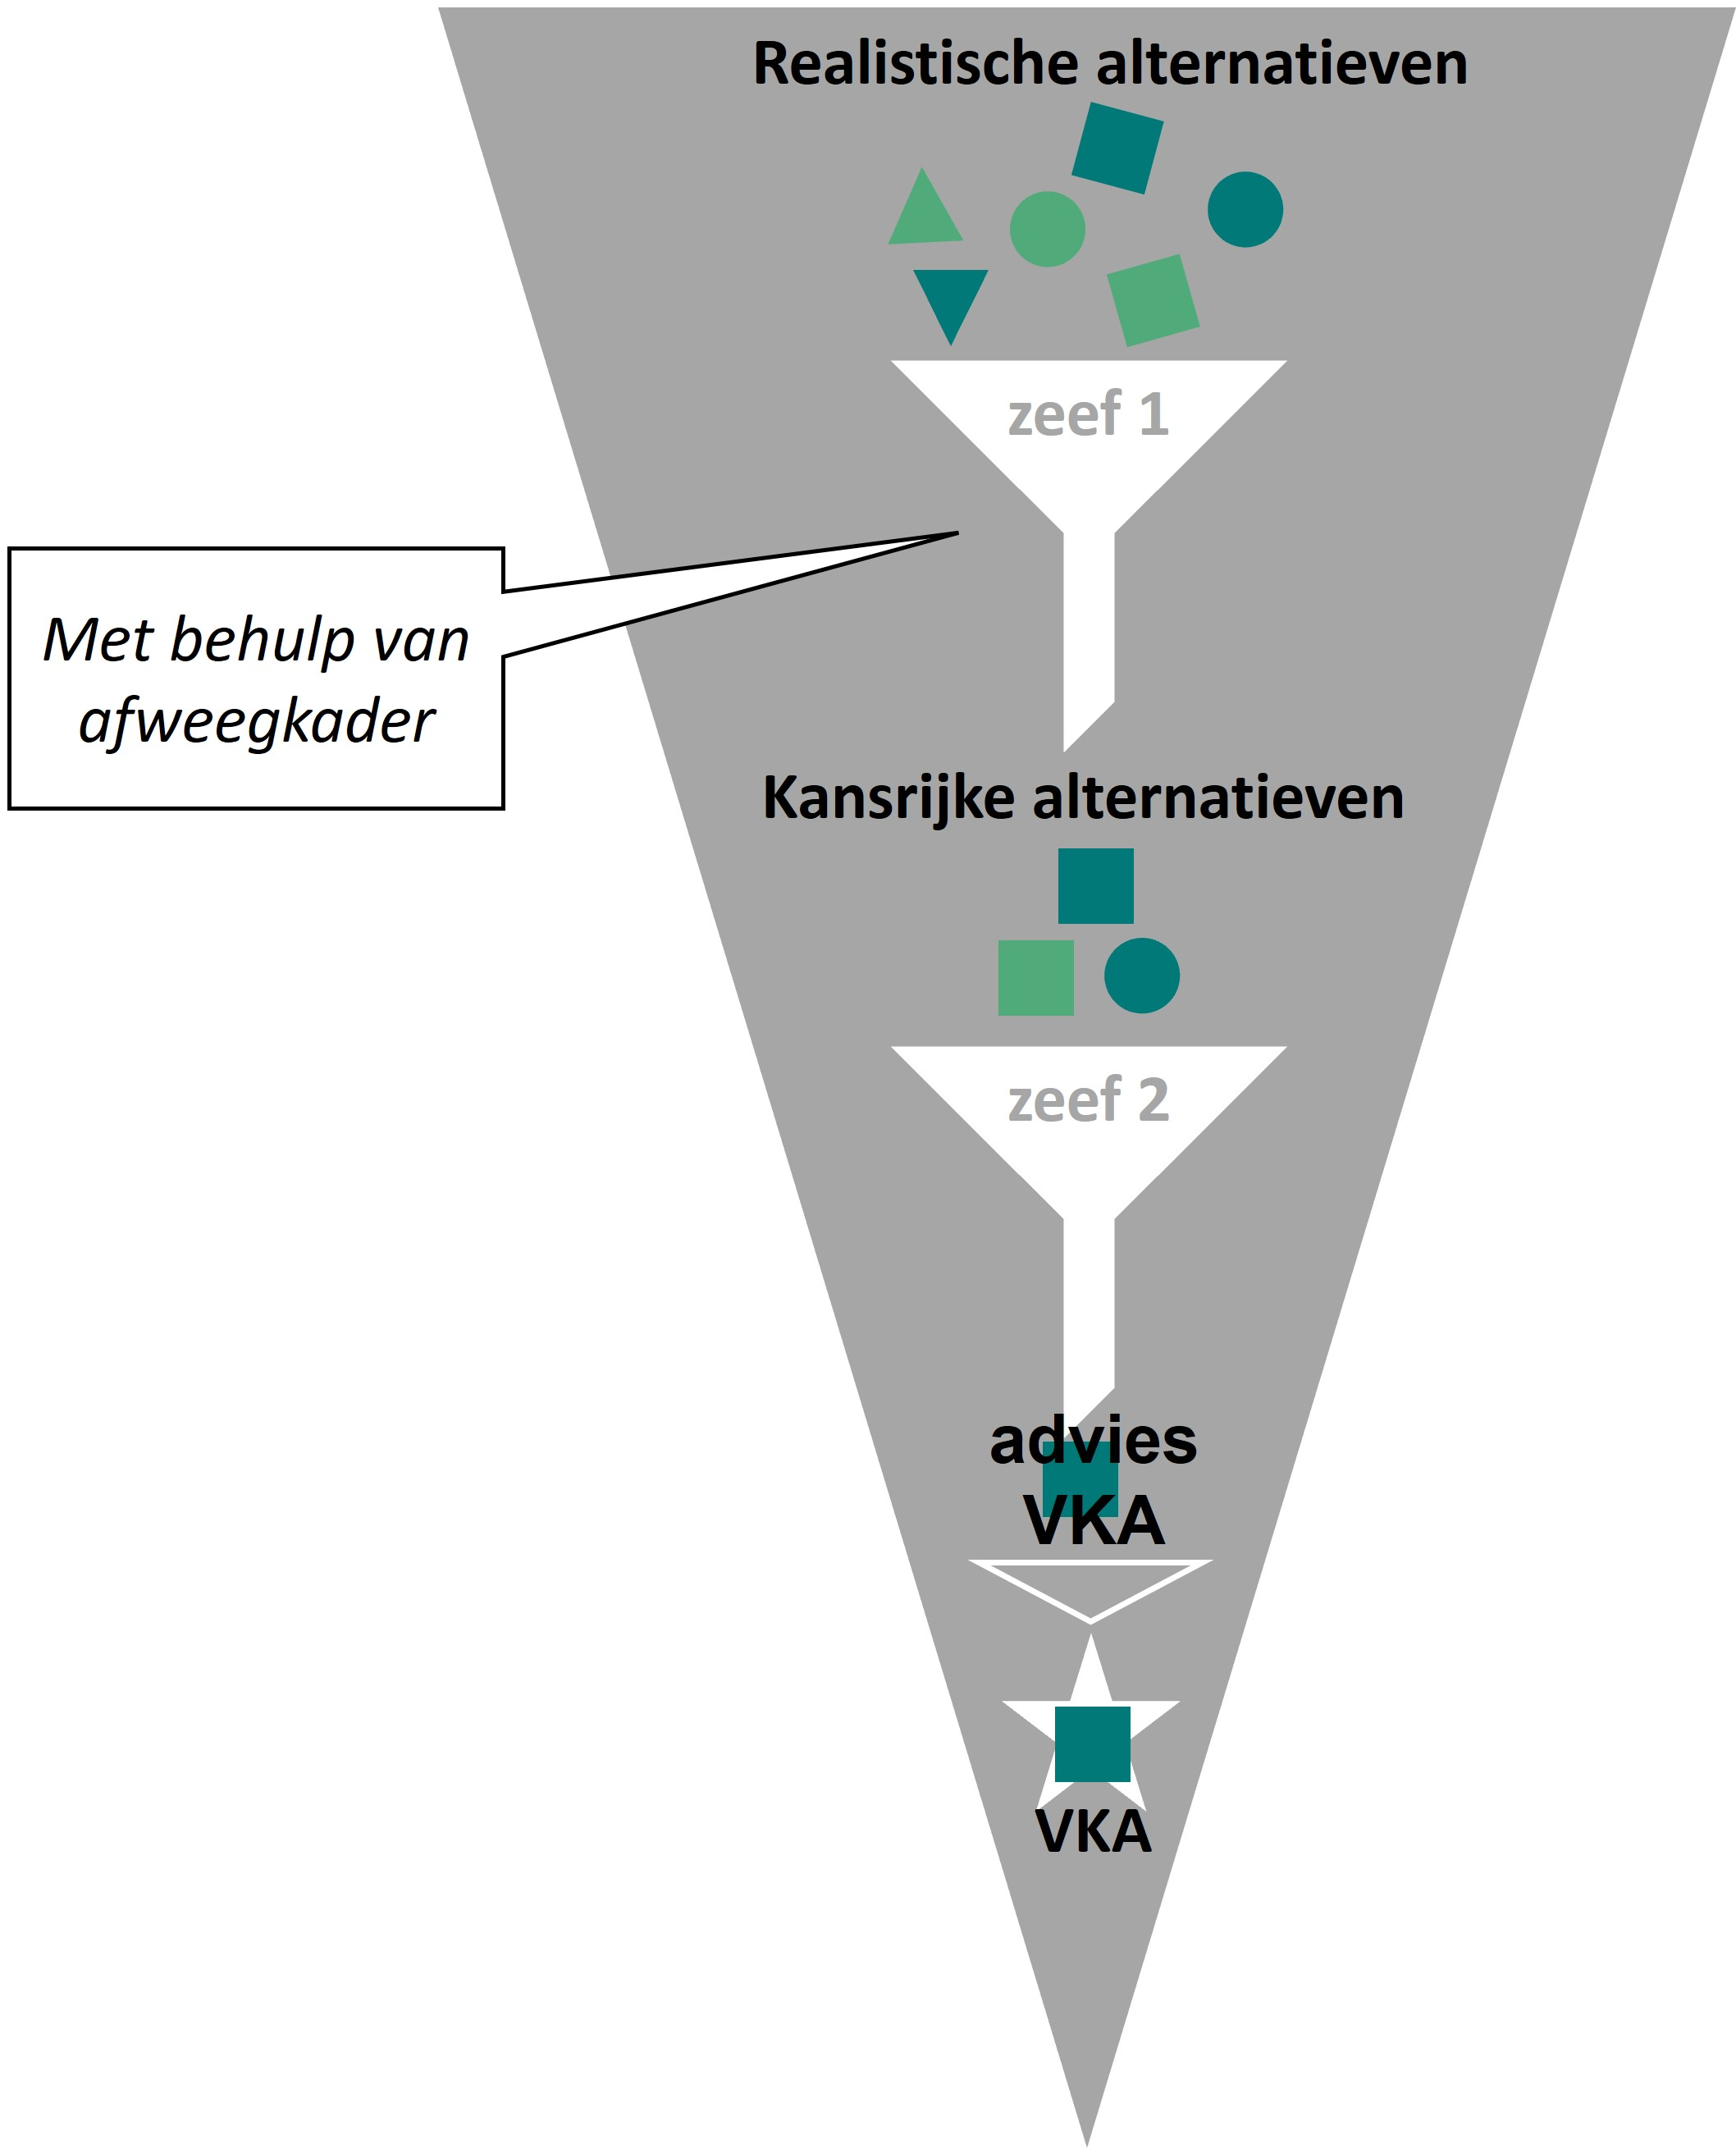 Realistische alternatieven
zeef 1
Met behulp van
afweegkader
Kansrijke alternatieven
zeef 2
advies
VKA
VKA